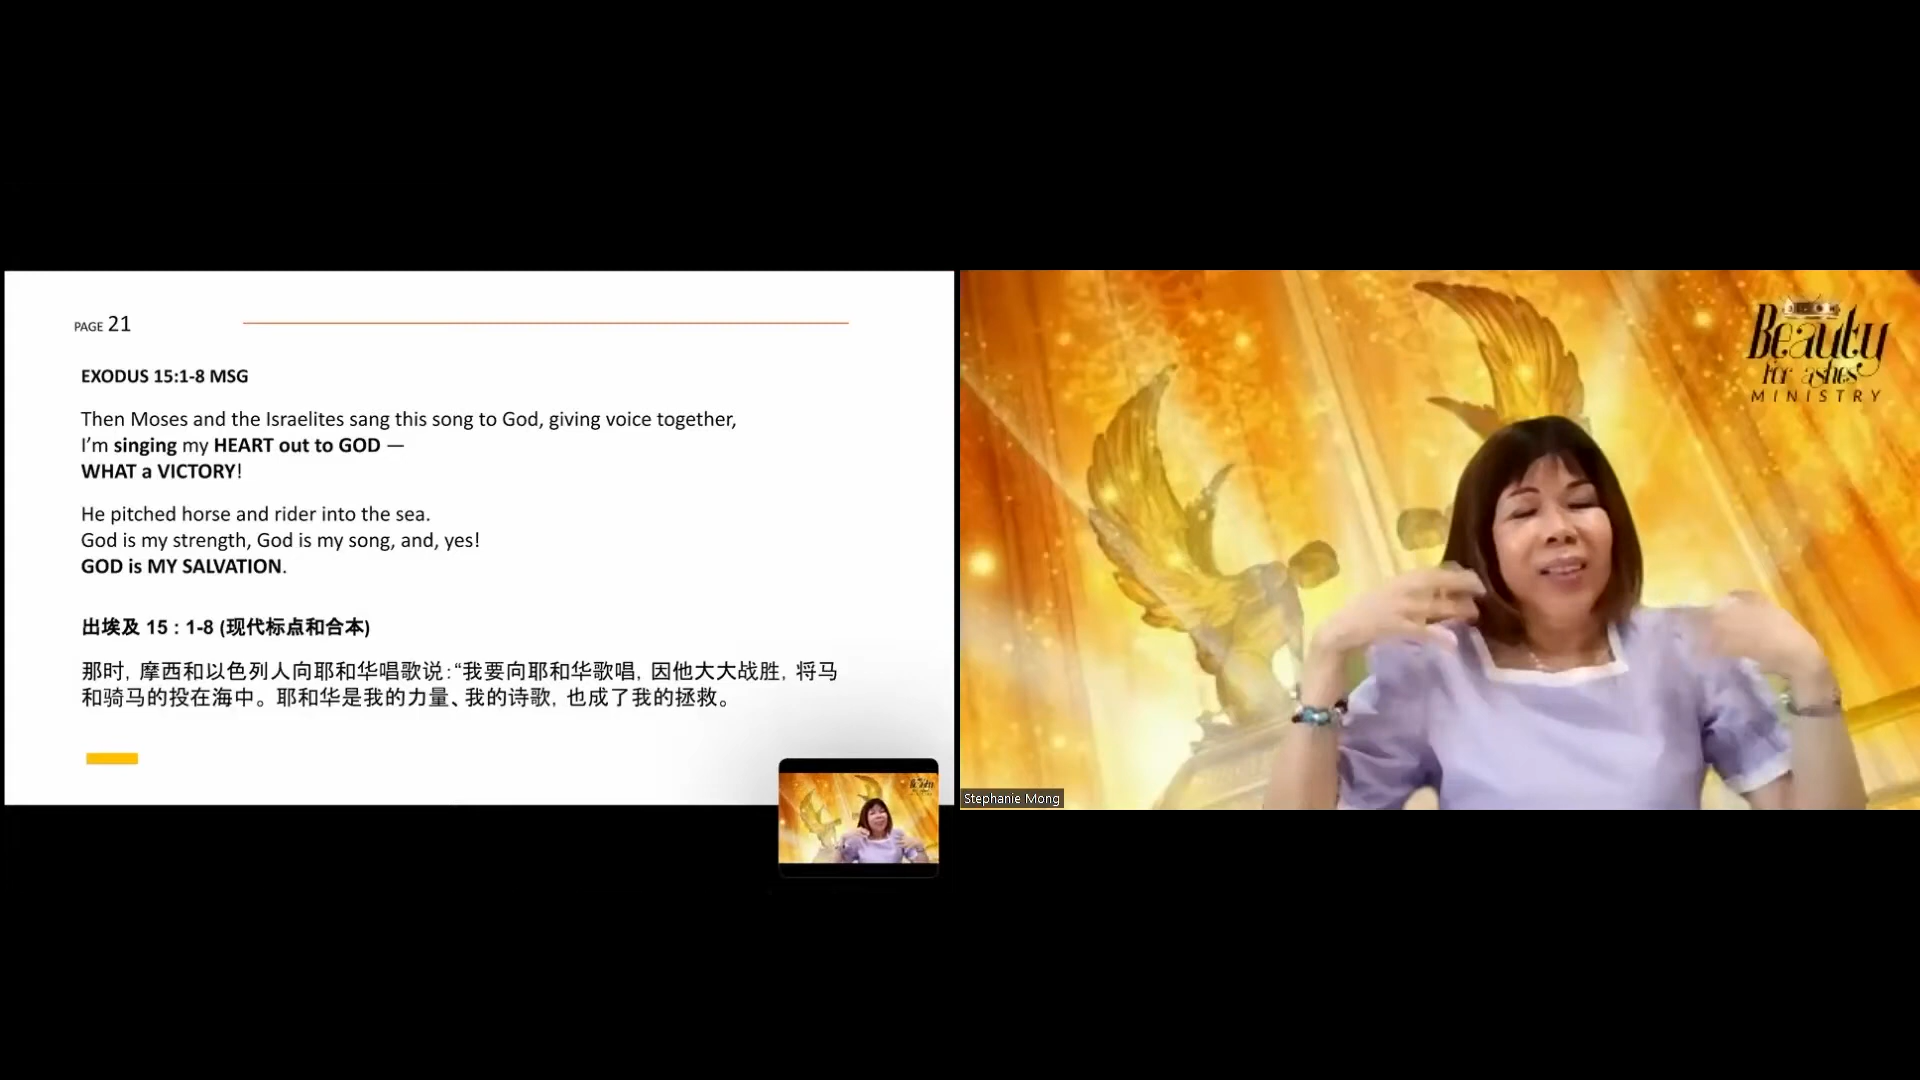 PAGE 21
EXODUS 15:1-8 MSG
Then Moses and the Israelites sang this song to God, giving voice together,
I’m singing my HEART out to GOD —
WHAT a VICTORY!
He pitched horse and rider into the sea.
God is my strength, God is my song, and, yes!
GOD is MY SALVATION.
出埃及 15 : 1-8 (现代标点和合本)
那时, 摩西和以色列人向耶和华唱歌说:“我要向耶和华歌唱, 因他大大战胜, 将马
和骑马的投在海中。耶和华是我的力量、我的诗歌, 也成了我的拯救。
Beauty
For ashes
MINISTRY
Stephanie Mong